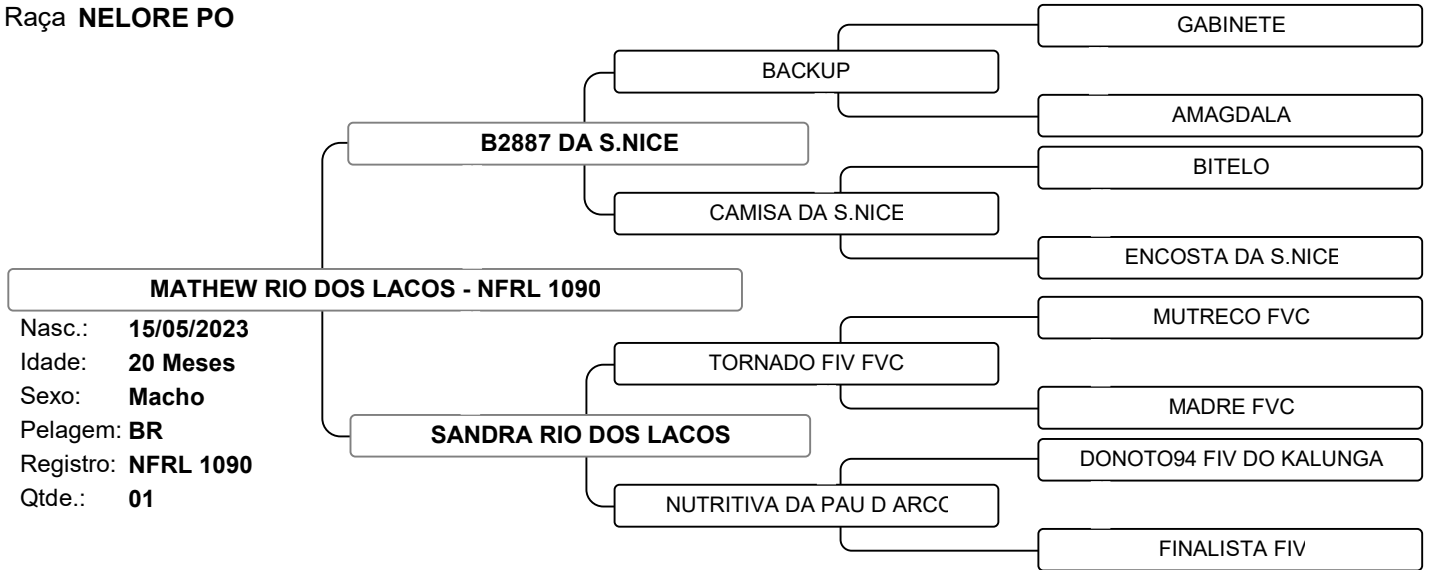 Raça NELORE PO
GABINETE
BACKUP
AMAGDALA
B2887 DA S.NICE
BITELO
CAMISA DA S.NICE
ENCOSTA DA S.NICE
MATHEW RIO DOS LACOS - NFRL 1090
Nasc.: 15/05/2023
Idade: 20 Meses
Sexo: Macho
Pelagem: BR
Registro: NFRL 1090
Qtde.: 01
MUTRECO FVC
TORNADO FIV FVC
MADRE FVC
SANDRA RIO DOS LACOS
DONOTO94 FIV DO KALUNGA
NUTRITIVA DA PAU D ARCO
FINALISTA FIV